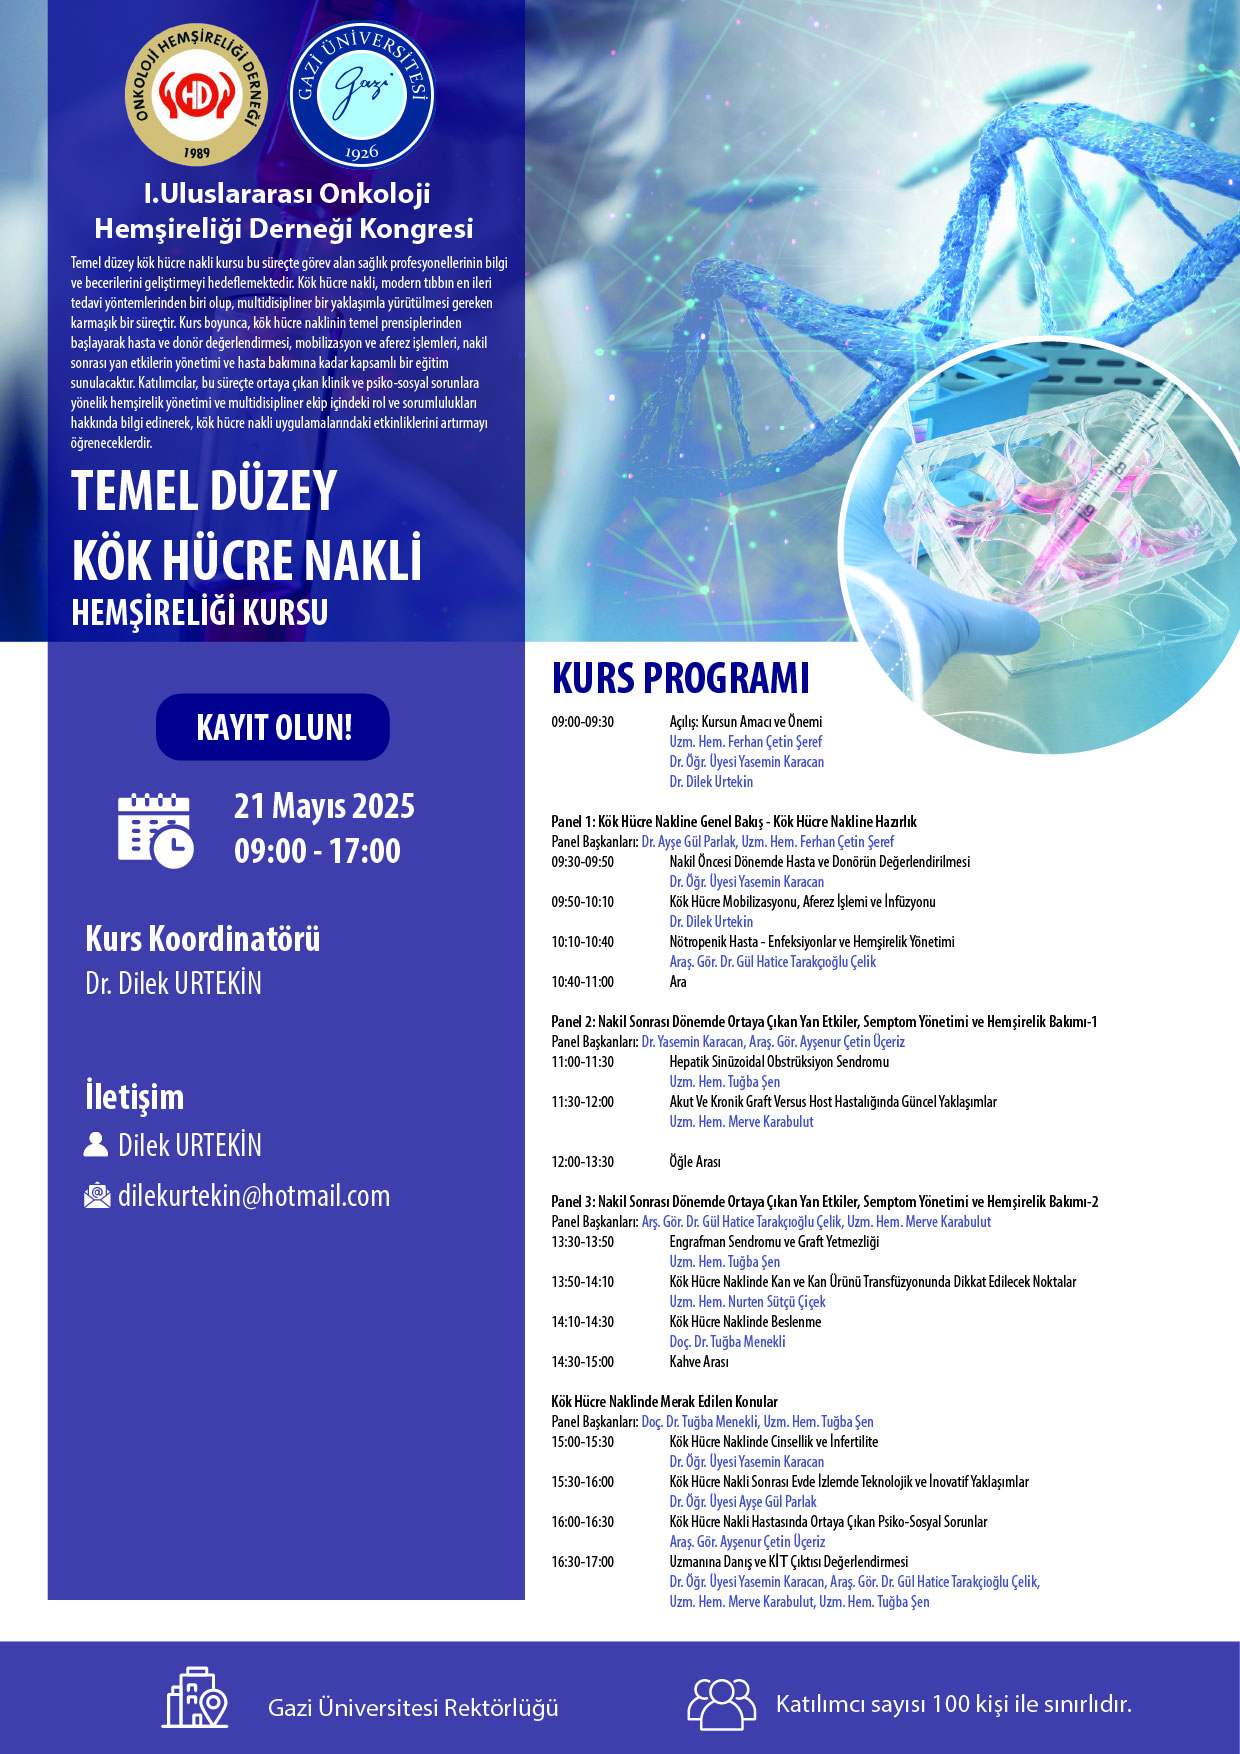 ONKOLOJİ HEMŞİRELİĞİ DERNEĞİ
HD
1989
GAZİ ÜNİVERSİTESİ
gazi
1926
I.Uluslararası Onkoloji
Hemşireliği Derneği Kongresi
Temel düzey kök hücre nakli kursu bu süreçte görev alan sağlık profesyonellerinin bilgi
ve becerilerini geliştirmeyi hedeflemektedir. Kök hücre nakli, modern tıbbın en ileri
tedavi yöntemlerinden biri olup, multidisipliner bir yaklaşımla yürütülmesi gereken
karmaşık bir süreçtir. Kurs boyunca, kök hücre naklinin temel prensiplerinden
başlayarak hasta ve donör değerlendirmesi, mobilizasyon ve aferez işlemleri, nakil
sonrası yan etkilerin yönetimi ve hasta bakımına kadar kapsamlı bir eğitim
sunulacaktır. Katılımcılar, bu süreçte ortaya çıkan klinik ve psiko-sosyal sorunlara
yönelik hemşirelik yönetimi ve multidisipliner ekip içindeki rol ve sorumlulukları
hakkında bilgi edinerek, kök hücre nakli uygulamalarındaki etkinliklerini artırmayı
öğreneceklerdir.
TEMEL DÜZEY
KÖK HÜCRE NAKLİ
HEMŞİRELİĞİ KURSU
KAYIT OLUN!
21 Mayıs 2025
09:00 - 17:00
Kurs Koordinatörü
Dr. Dilek URTEKİN
İletişim
Dilek URTEKİN
dilekurtekin@hotmail.com
KURS PROGRAMI
09:00-09:30 Açılış: Kursun Amacı ve Önemi
Uzm. Hem. Ferhan Çetin Şeref
Dr. Öğr. Üyesi Yasemin Karacan
Dr. Dilek Urtekin
Panel 1: Kök Hücre Nakline Genel Bakış - Kök Hücre Nakline Hazırlık
Panel Başkanları: Dr. Ayşe Gül Parlak, Uzm. Hem. Ferhan Çetin Şeref
09:30-09:50 Nakil Öncesi Dönemde Hasta ve Donörün Değerlendirilmesi
Dr. Öğr. Üyesi Yasemin Karacan
09:50-10:10 Kök Hücre Mobilizasyonu, Aferez İşlemi ve İnfüzyonu
Dr. Dilek Urtekin
10:10-10:40 Nötropenik Hasta - Enfeksiyonlar ve Hemşirelik Yönetimi
Araş. Gör. Dr. Gül Hatice Tarakçıoğlu Çelik
10:40-11:00 Ara
Panel 2: Nakil Sonrası Dönemde Ortaya Çıkan Yan Etkiler, Semptom Yönetimi ve Hemşirelik Bakımı-1
Panel Başkanları: Dr. Yasemin Karacan, Araş. Gör. Ayşenur Çetin Üçeriz
11:00-11:30 Hepatik Sinüzoidal Obstrüksiyon Sendromu
Uzm. Hem. Tuğba Şen
11:30-12:00 Akut Ve Kronik Graft Versus Host Hastalığında Güncel Yaklaşımlar
Uzm. Hem. Merve Karabulut
12:00-13:30 Öğle Arası
Panel 3: Nakil Sonrası Dönemde Ortaya Çıkan Yan Etkiler, Semptom Yönetimi ve Hemşirelik Bakımı-2
Panel Başkanları: Arş. Gör. Dr. Gül Hatice Tarakçıoğlu Çelik, Uzm. Hem. Merve Karabulut
13:30-13:50 Engrafman Sendromu ve Graft Yetmezliği
Uzm. Hem. Tuğba Şen
13:50-14:10 Kök Hücre Naklinde Kan ve Kan Ürünü Transfüzyonunda Dikkat Edilecek Noktalar
Uzm. Hem. Nurten Sütçü Çiçek
14:10-14:30 Kök Hücre Naklinde Beslenme
Doç. Dr. Tuğba Menekli
14:30-15:00 Kahve Arası
Kök Hücre Naklinde Merak Edilen Konular
Panel Başkanları: Doç. Dr. Tuğba Menekli, Uzm. Hem. Tuğba Şen
15:00-15:30 Kök Hücre Naklinde Cinsellik ve İnfertilite
Dr. Öğr. Üyesi Yasemin Karacan
15:30-16:00 Kök Hücre Nakli Sonrası Evde İzlemde Teknolojik ve İnovatif Yaklaşımlar
Dr. Öğr. Üyesi Ayşe Gül Parlak
16:00-16:30 Kök Hücre Nakli Hastasında Ortaya Çıkan Psiko-Sosyal Sorunlar
Araş. Gör. Ayşenur Çetin Üçeriz
16:30-17:00 Uzmanına Danış ve KİT Çıktısı Değerlendirmesi
Dr. Öğr. Üyesi Yasemin Karacan, Araş. Gör. Dr. Gül Hatice Tarakçioğlu Çelik,
Uzm. Hem. Merve Karabulut, Uzm. Hem. Tuğba Şen
Gazi Üniversitesi Rektörlüğü
Katılımcı sayısı 100 kişi ile sınırlıdır.